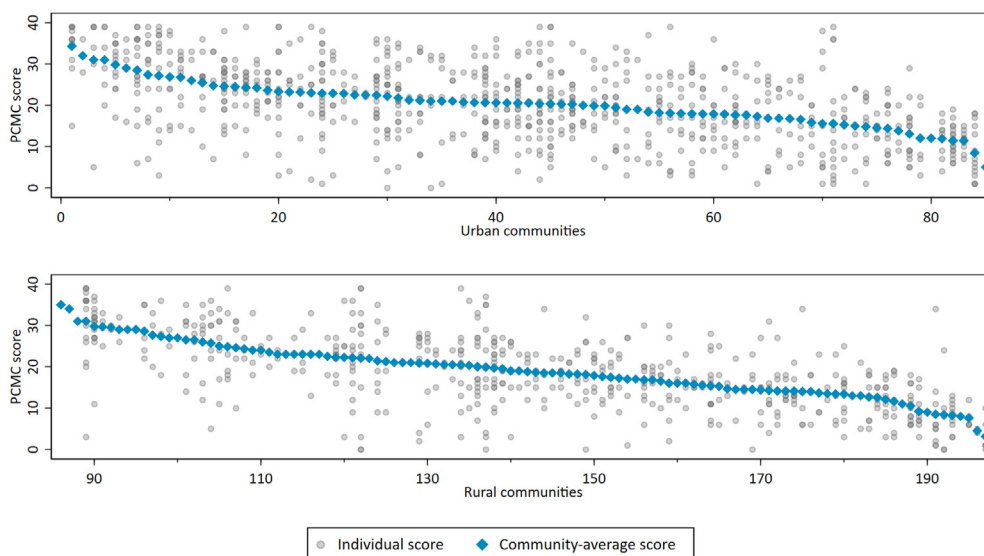 40
30
20
10
0
PCMC score
0 20 40 60 80
Urban communities
40
30
20
10
0
PCMC score
90 110 130 150 170 190
Rural communities
Individual score Community-average score